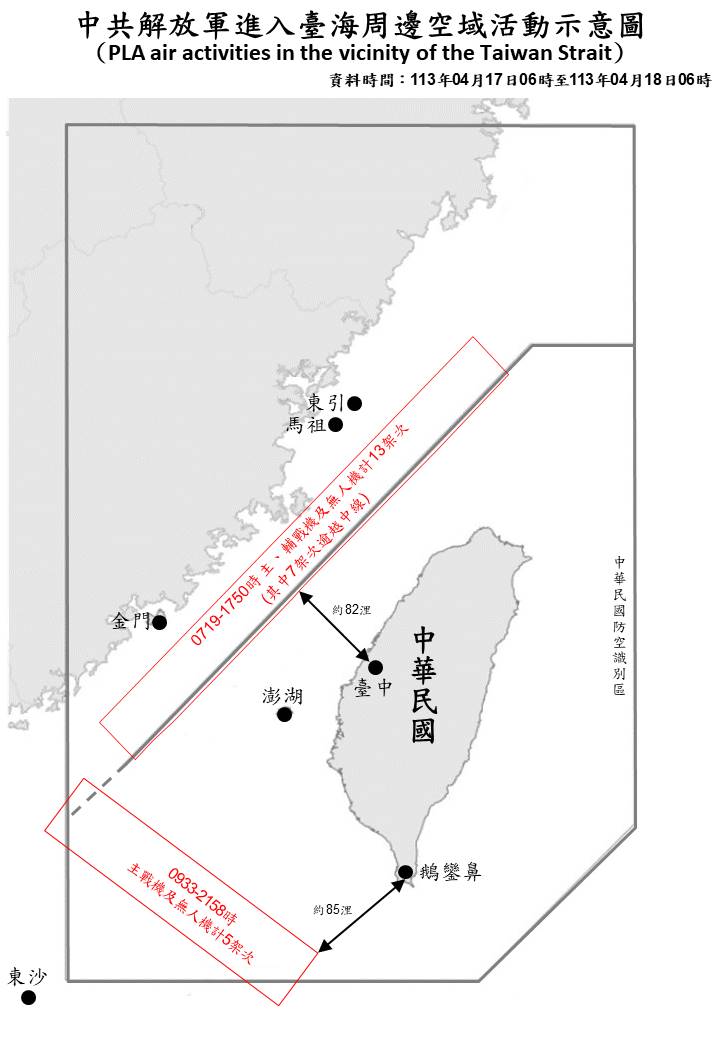 中共解放軍進入臺海周邊空域活動示意圖
（PLA air activities in the vicinity of the Taiwan Strait）
資料時間：113年04月17日06時至113年04月18日06時
東引
馬祖
0719-1750時 主、輔戰機及無人機計13架次
(其中7架次逾越中線)
中華民國防空識別區
約82浬
金門
中華民國
臺中
澎湖
鵝鑾鼻
0933-2158時
主戰機及無人機計5架次
約85浬
東沙